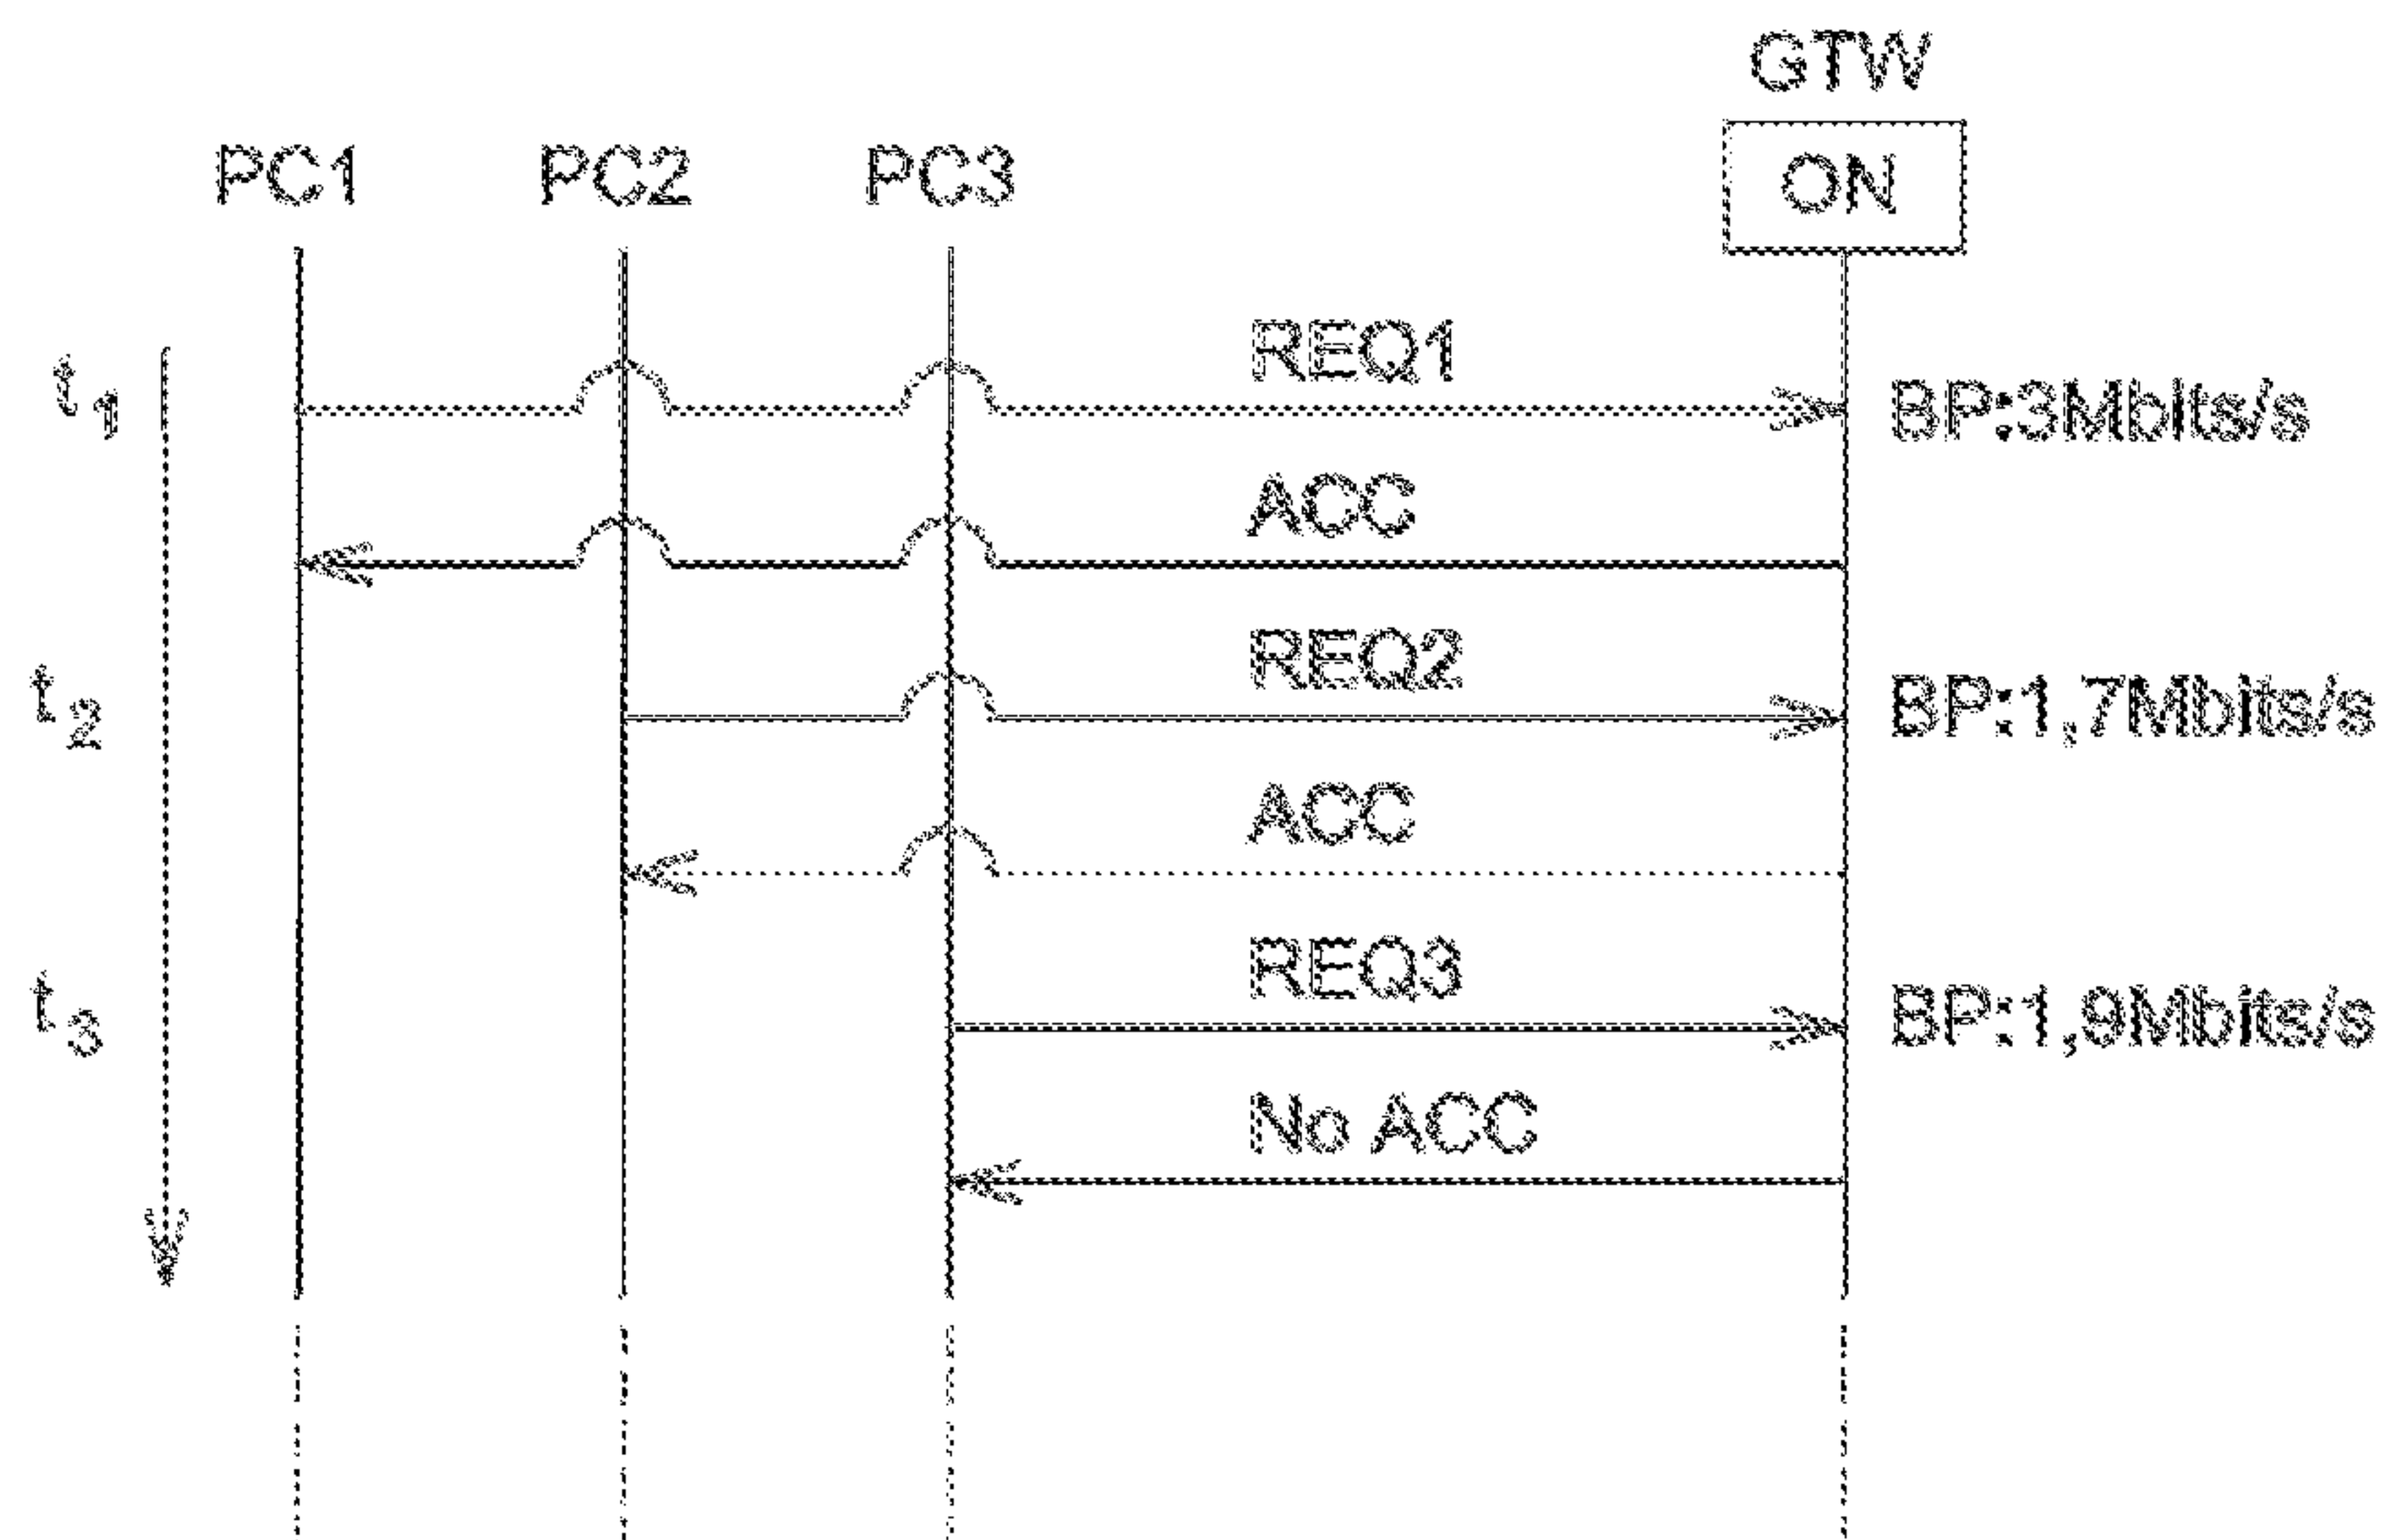 GTW
PC1 PC2 PC3 ON
REQ1
t1 BP:3Mbits/s
ACC
REQ2
t2 BP:1,7Mbits/s
ACC
REQ3
t3 BP:1,9Mbits/s
No ACC